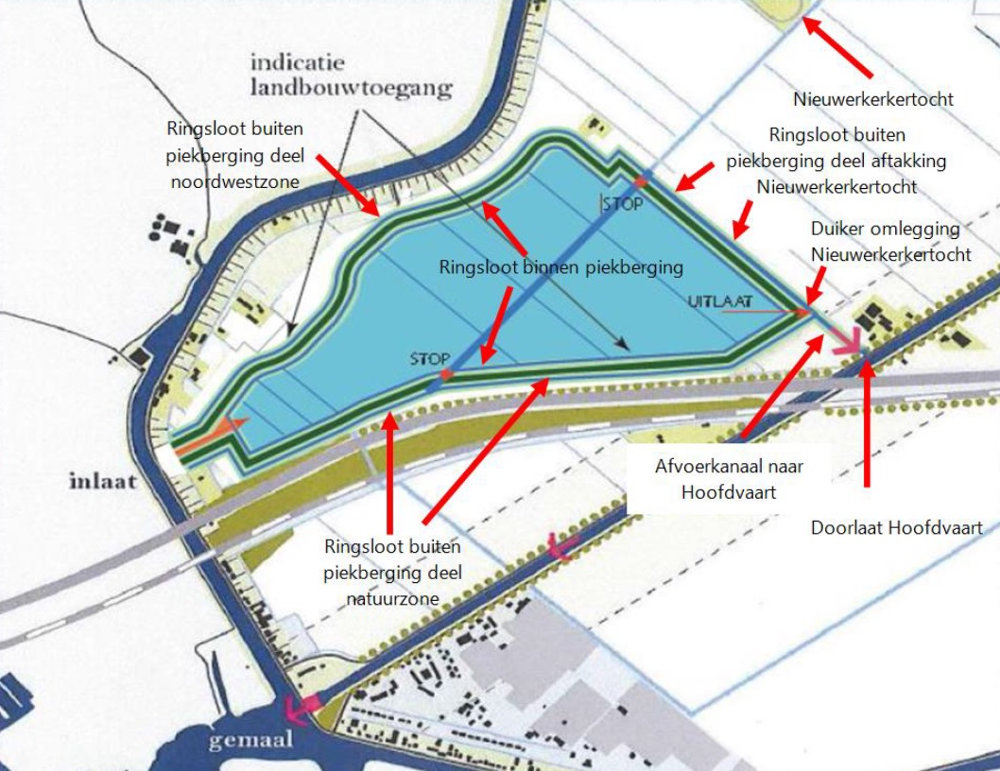 indicatie
landbouwtoegang
Nieuwerkerkertocht
Ringsloot buiten
piekberging deel
noordwestzone
Ringsloot buiten
piekberging deel aftakking
Nieuwerkerkertocht
STOP
Duiker omlegging
Nieuwerkerkertocht
Ringsloot binnen piekberging
UITLAAT
STOP
inlaat
Afvoerkanaal naar
Hoofdvaart
Doorlaat Hoofdvaart
Ringsloot buiten
piekberging deel
natuurzone
gemaal